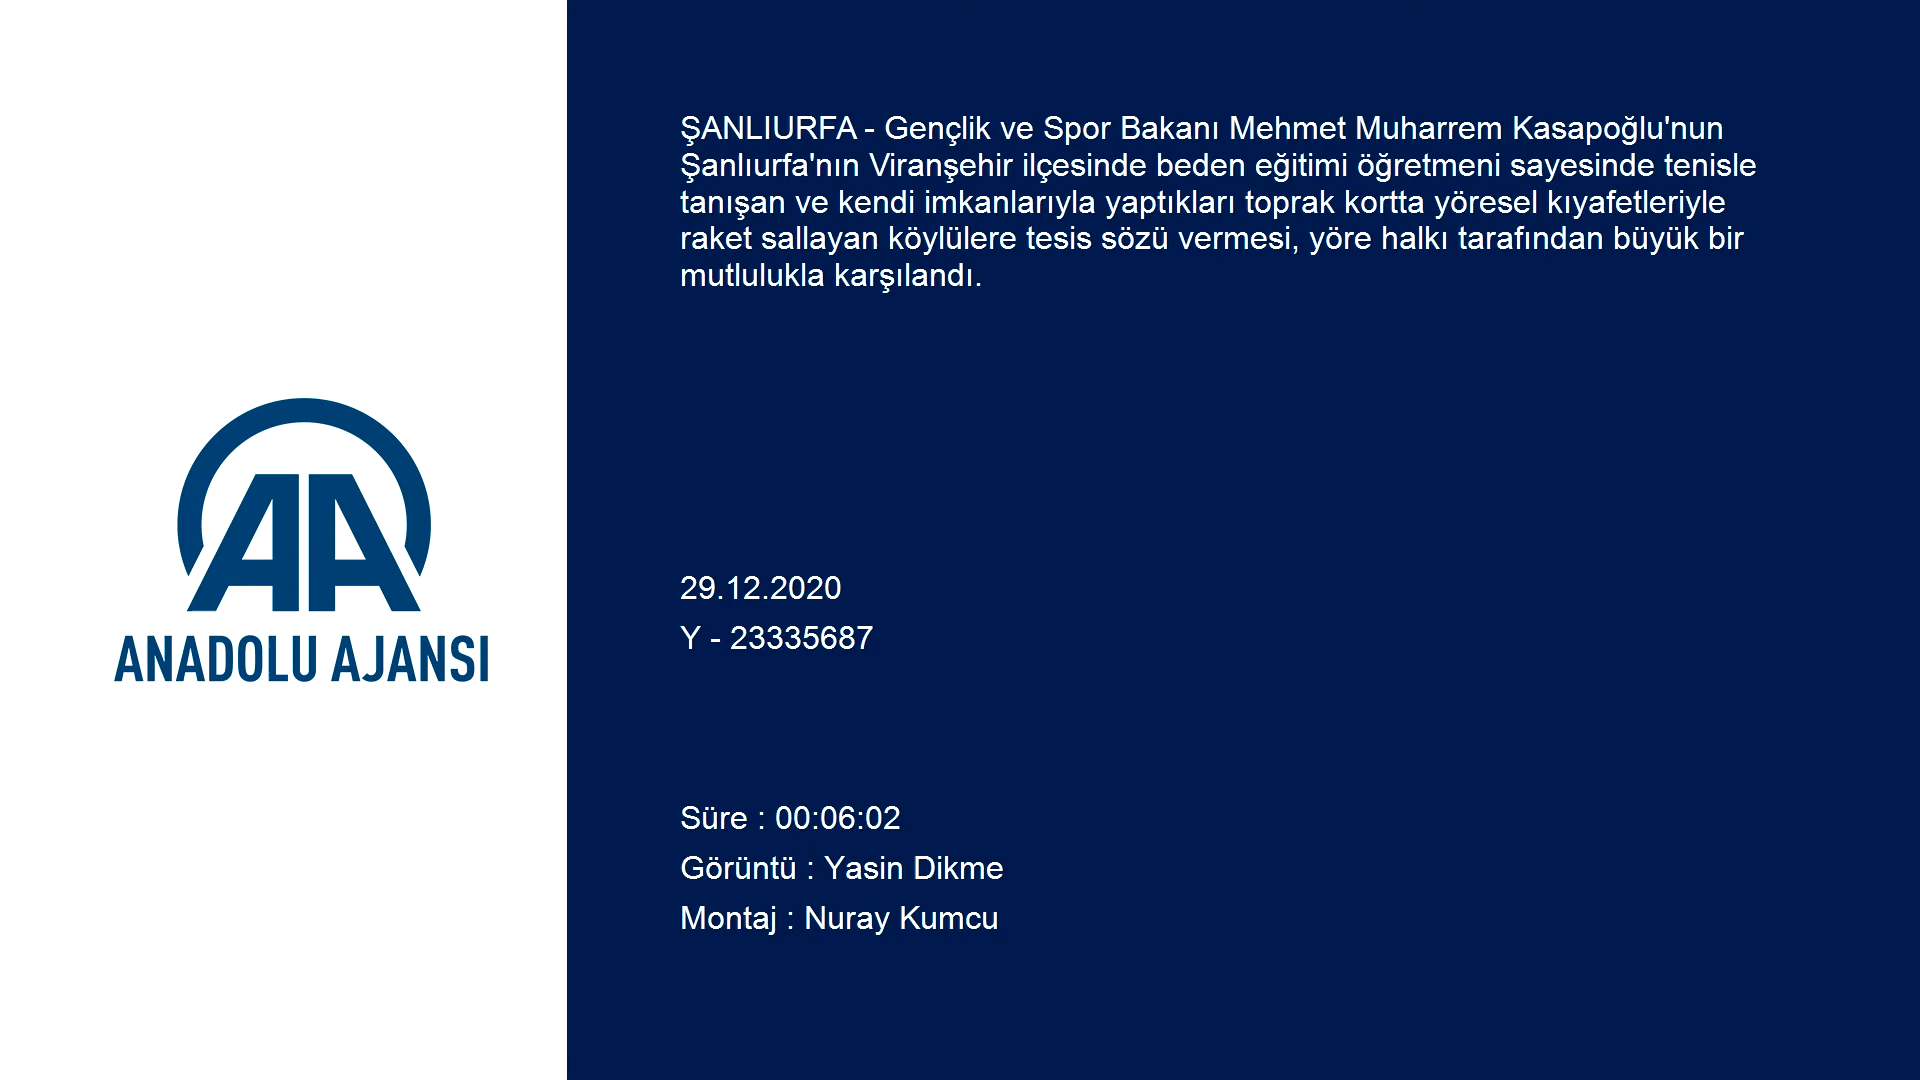 ŞANLIURFA - Gençlik ve Spor Bakanı Mehmet Muharrem Kasapoğlu'nun
Şanlıurfa'nın Viranşehir ilçesinde beden eğitimi öğretmeni sayesinde tenisle
tanışan ve kendi imkanlarıyla yaptıkları toprak kortta yöresel kıyafetleriyle
raket sallayan köylülere tesis sözü vermesi, yöre halkı tarafından büyük bir
mutlulukla karşılandı.
AA
ANADOLU AJANSI
29.12.2020
Y - 23335687
Süre : 00:06:02
Görüntü : Yasin Dikme
Montaj : Nuray Kumcu